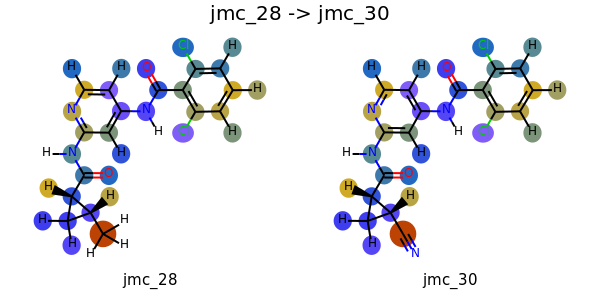 jmc_28 -> jmc_30
Cl H Cl H
H H O H H O
N H N H
N N
Cl H H Cl H H
H N H H N H
O O
H H H H
H H H
H H H
H H N
jmc_28 jmc_30